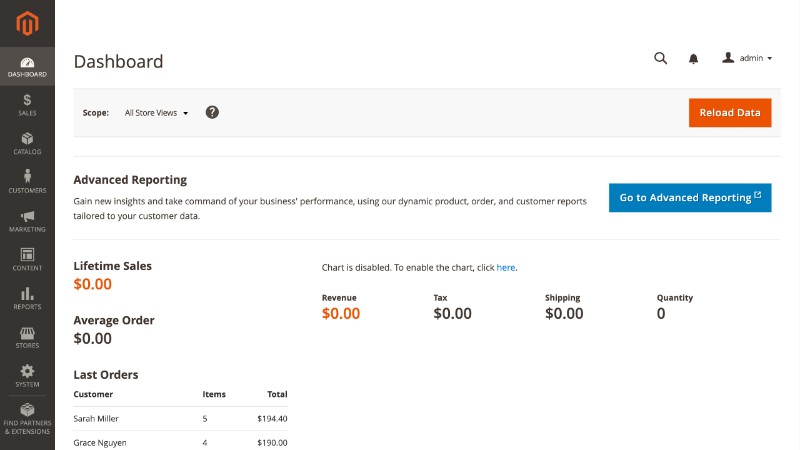 DASHBOARD
SALES
CATALOG
CUSTOMERS
MARKETING
CONTENT
REPORTS
STORES
SYSTEM
FIND PARTNERS
& EXTENSIONS
Dashboard
admin
Scope: All Store Views ?
Reload Data
Advanced Reporting
Gain new insights and take command of your business' performance, using our dynamic product, order, and customer reports
tailored to your customer data.
Go to Advanced Reporting
Lifetime Sales
$0.00
Average Order
$0.00
Chart is disabled. To enable the chart, click here.
Revenue Tax Shipping Quantity
$0.00 $0.00 $0.00 0
Last Orders
Customer Items Total
Sarah Miller 5 $194.40
Grace Nguyen 4 $190.00